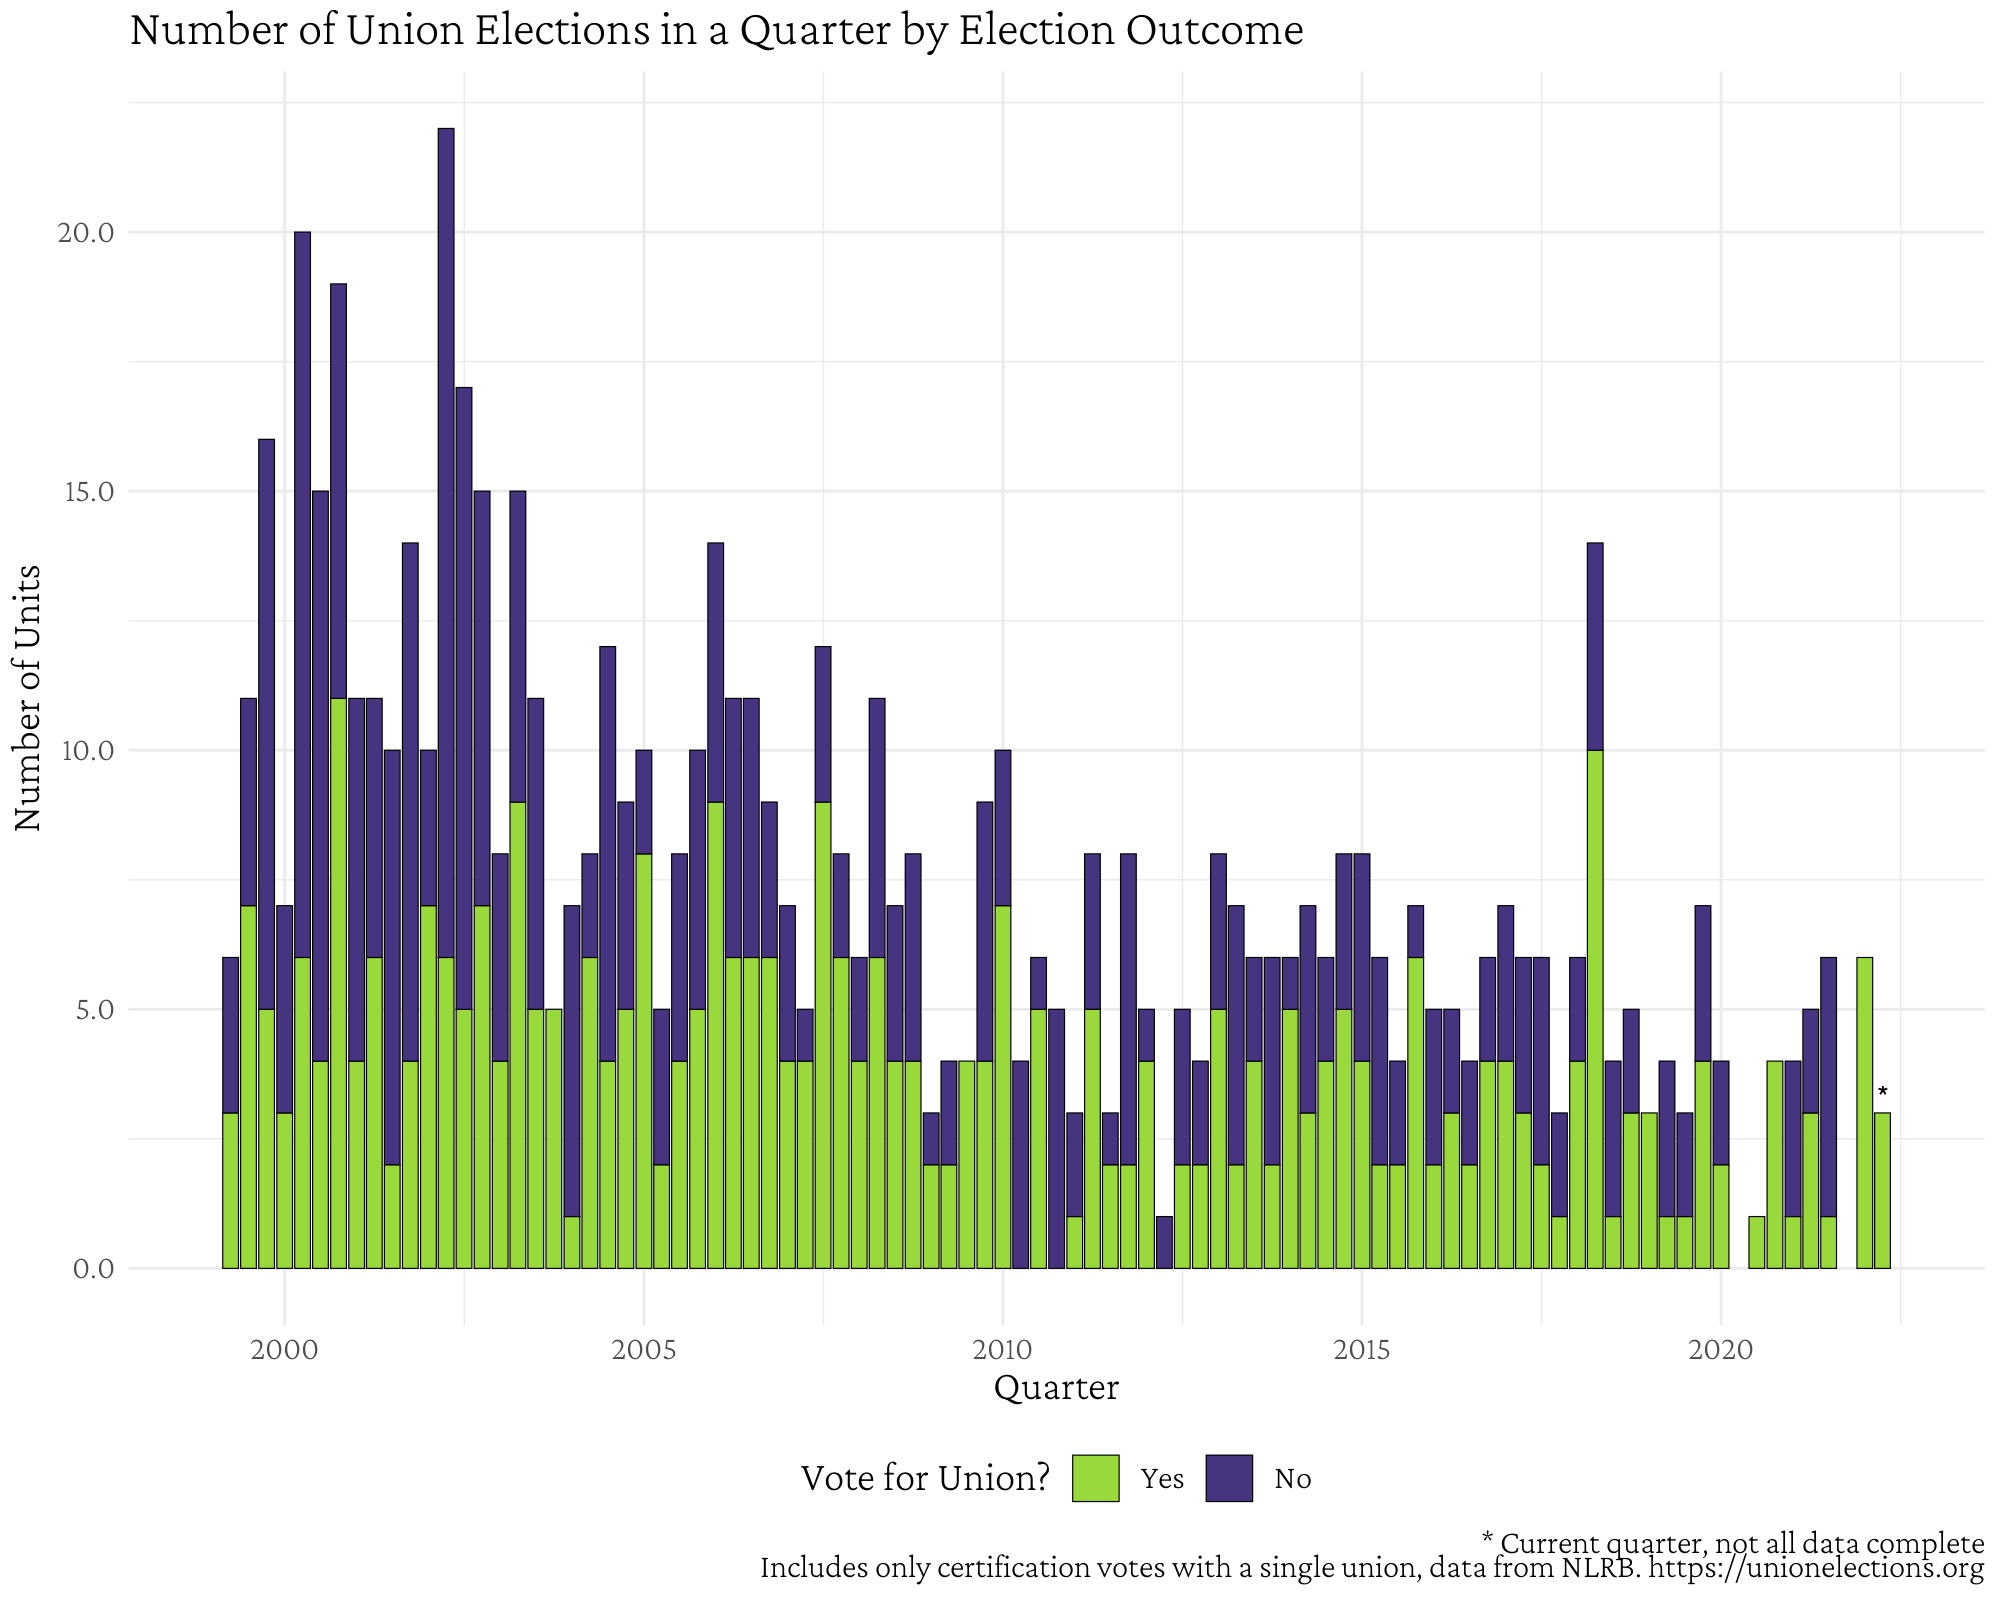 Number of Union Elections in a Quarter by Election Outcome
Number of Units
20.0
15.0
10.0
5.0
0.0
*
2000 2005 2010 2015 2020
Quarter
Vote for Union? Yes No
* Current quarter, not all data complete
Includes only certification votes with a single union, data from NLRB. https://unionelections.org